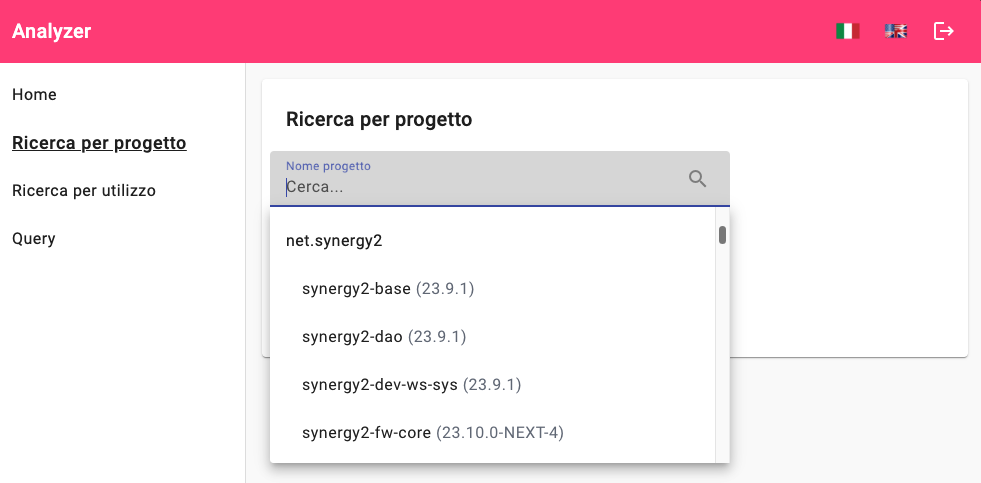 Analyzer
Home
Ricerca per progetto
Ricerca per utilizzo
Query
Ricerca per progetto
Nome progetto
Cerca...
net.synergy2
synergy2-base (23.9.1)
synergy2-dao (23.9.1)
synergy2-dev-ws-sys (23.9.1)
synergy2-fw-core (23.10.0-NEXT-4)